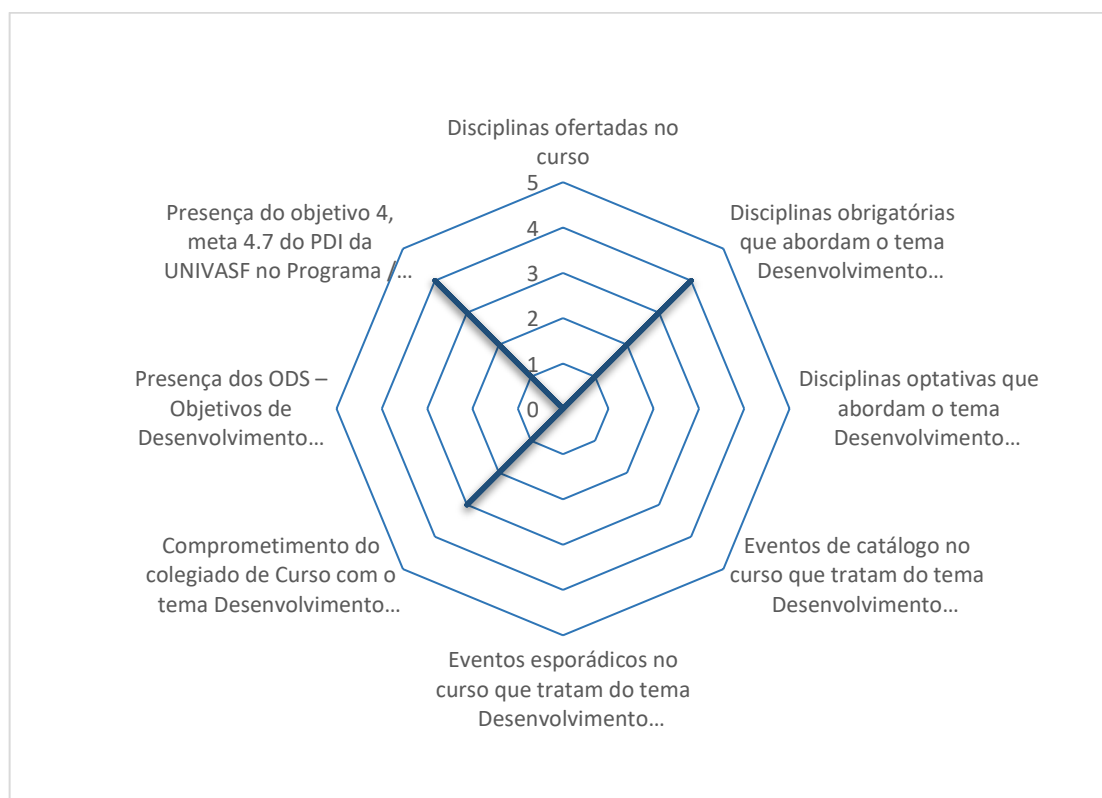 Disciplinas ofertadas no
curso
5
4
3
2
1
0
Disciplinas obrigatórias
que abordam o tema
Desenvolvimento...
Disciplinas optativas que
abordam o tema
Desenvolvimento...
Eventos de catálogo no
curso que tratam do tema
Desenvolvimento...
Eventos esporádicos no
curso que tratam do tema
Desenvolvimento...
Comprometimento do
colegiado de Curso com o
tema Desenvolvimento...
Presença dos ODS –
Objetivos de
Desenvolvimento...
Presença do objetivo 4,
meta 4.7 do PDI da
UNIVASF no Programa /...